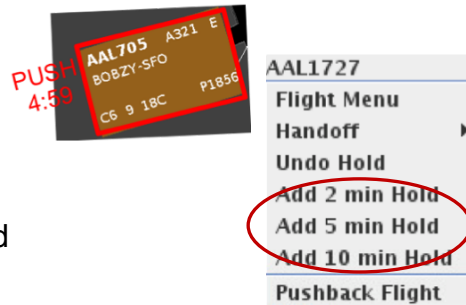 PUSH
4:59
AAL705 A321 E
BOBZY-SFO
C6 9 18C P1856
d
AAL1727
Flight Menu
Handoff
Undo Hold
Add 2 min Hold
Add 5 min Hold
Add 10 min Hold
Pushback Flight